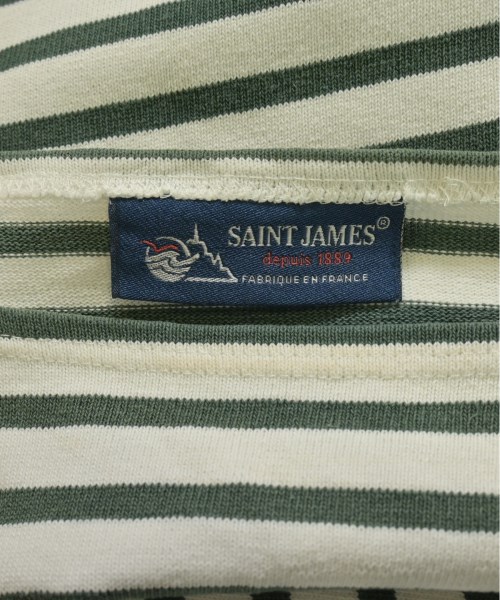 SAINT JAMES®
depuis 1889
FABRIQUE EN FRANCE